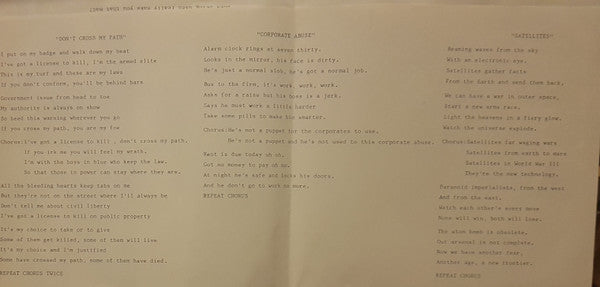 "DON'T CROSS MY PATH"
I put on my badge and walk down my beat
I've got a license to kill, I'm the armed elite
This is my turf and these are my laws
If you don't conform, you'll be behind bars
Government issue from head to toe
My authority is always on show
So heed this warning wherever you go
If you cross my path, you are my foe
Chorus:I've got a license to kill , don't cross my path.
If you irk me you will feel my wrath.
I'm with the boys in blue who keep the law.
So that those in power can stay where they are.
All the bleeding hearts keep tabs on me
But they're not on the street where I'll always be
Don't tell me about civil liberty
I've got a license to kill on public property
It's my choice to take or to give
Some of them get killed, some of them will live
It's my choice and I'm justified
Some have crossed my path, some of them have died.
REPEAT CHORUS TWICE
"CORPORATE ABUSE"
Alarm clock rings at seven thirty.
Looks in the mirror, his face is dirty.
He's just a normal slob, he's got a normal job.
Bus to the firm, it's work, work, work.
Asks for a raise but his boss is a jerk.
Says he must work a little harder
Take some pills to make him smarter.
Chorus:He's not a puppet for the corporates to use.
He's not a puppet and he's not used to this corporate abuse.
Rent is due today uh oh.
Got no money to pay oh no.
At night he's safe and locks his doors.
And he don't go to work no more.
REPEAT CHORUS
"SATELLITES"
Beaming waves from the sky
With an electronic eye.
Satellites gather facts
From the Earth and send them back.
We can have a war in outer space,
Start a new arms race.
Light the heavens in a fiery glow.
Watch the universe explode.
Chorus:Satellites for waging wars
Satellites from earth to mars
Satellites in World War III
They're the new technology.
Paranoid imperialists, from the west
And from the east.
Watch each other's every move
None will win, both will lose.
The atom bomb is obsolete.
Our arsenal is not complete.
Now we have another fear,
Another age, a new frontier.
REPEAT CHORUS